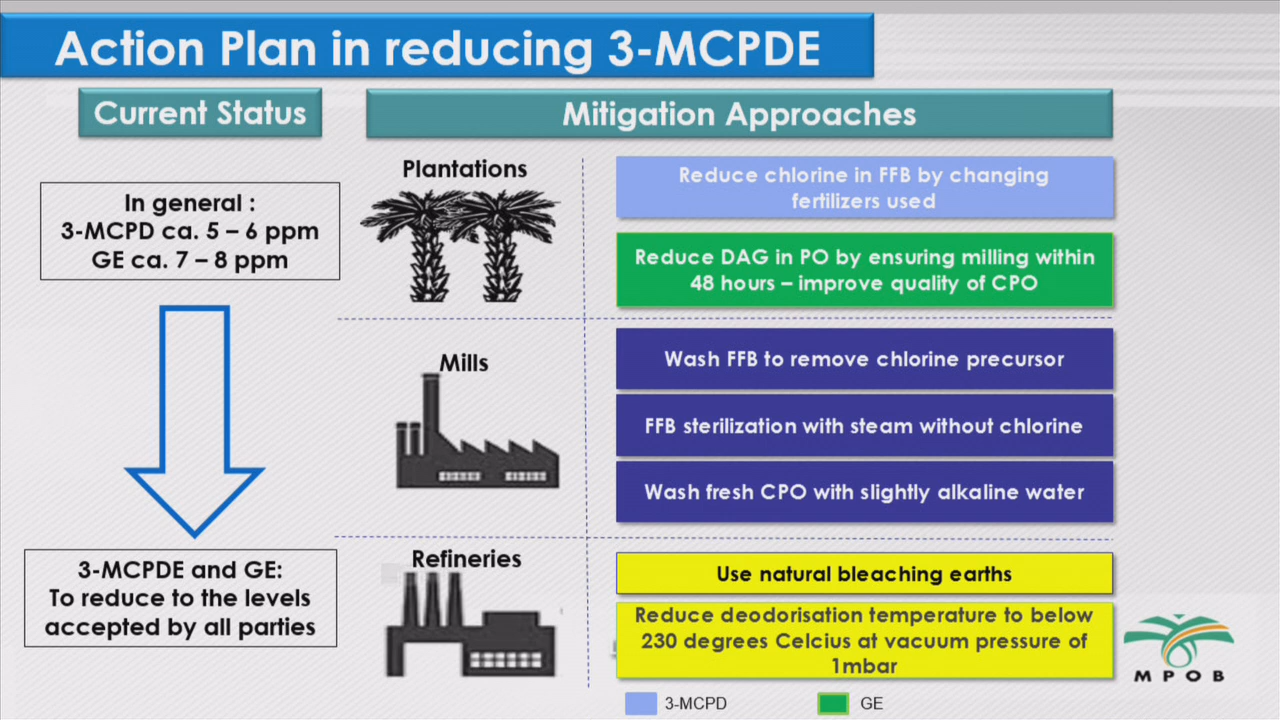 Action Plan in reducing 3-MCPDE
Current Status
Mitigation Approaches
In general :
3-MCPD ca. 5 – 6 ppm
GE ca. 7 – 8 ppm
3-MCPDE and GE:
To reduce to the levels
accepted by all parties
Plantations
Reduce chlorine in FFB by changing
fertilizers used
Reduce DAG in PO by ensuring milling within
48 hours – improve quality of CPO
Mills
Wash FFB to remove chlorine precursor
FFB sterilization with steam without chlorine
Wash fresh CPO with slightly alkaline water
Refineries
Use natural bleaching earths
Reduce deodorisation temperature to below
230 degrees Celcius at vacuum pressure of
1mbar
MPOB
3-MCPD
GE